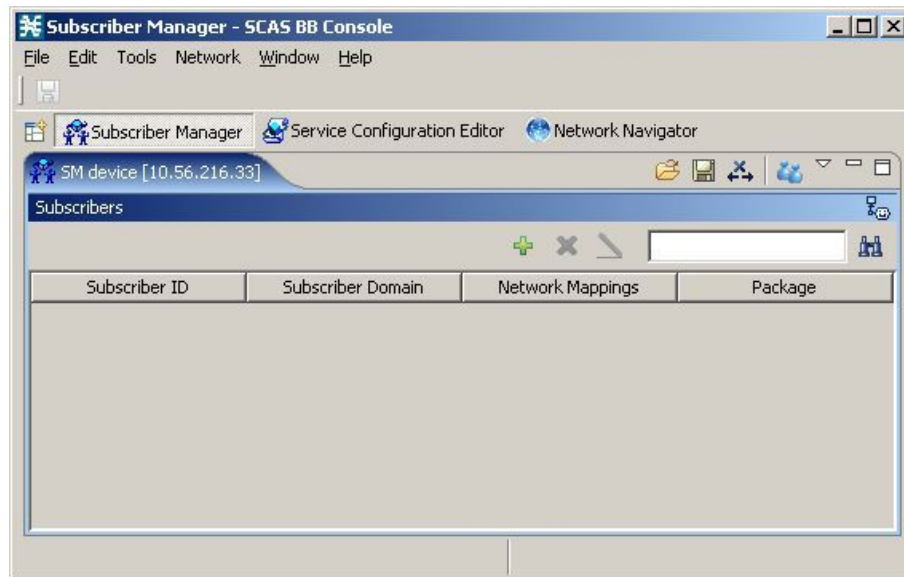 Subscriber Manager - SCAS BB Console
File Edit Tools Network Window Help
Subscriber Manager Service Configuration Editor Network Navigator
SM device [10.56.216.33]
Subscribers
Subscriber ID Subscriber Domain Network Mappings Package